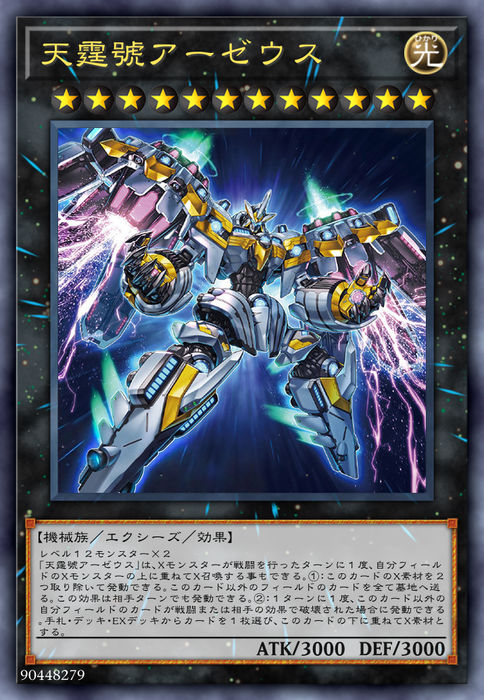 天霆號アーゼウス
光
ひかり
【機械族／エクシーズ／効果】
レベル１２モンスター×２
「天霆號アーゼウス」は、Xモンスターが戦闘を行ったターンに１度、自分フィール
ドのXモンスターの上に重ねてX召喚する事もできる。①：このカードのX素材を２
つ取り除いて発動できる。このカード以外のフィールドのカードを全て墓地へ送
る。この効果は相手ターンでも発動できる。②：１ターンに１度、このカード以外の
自分フィールドのカードが戦闘または相手の効果で破壊された場合に発動できる
。手札・デッキ・EXデッキからカードを１枚選び、このカードの下に重ねてX素材と
する。
ATK/3000 DEF/3000
90448279